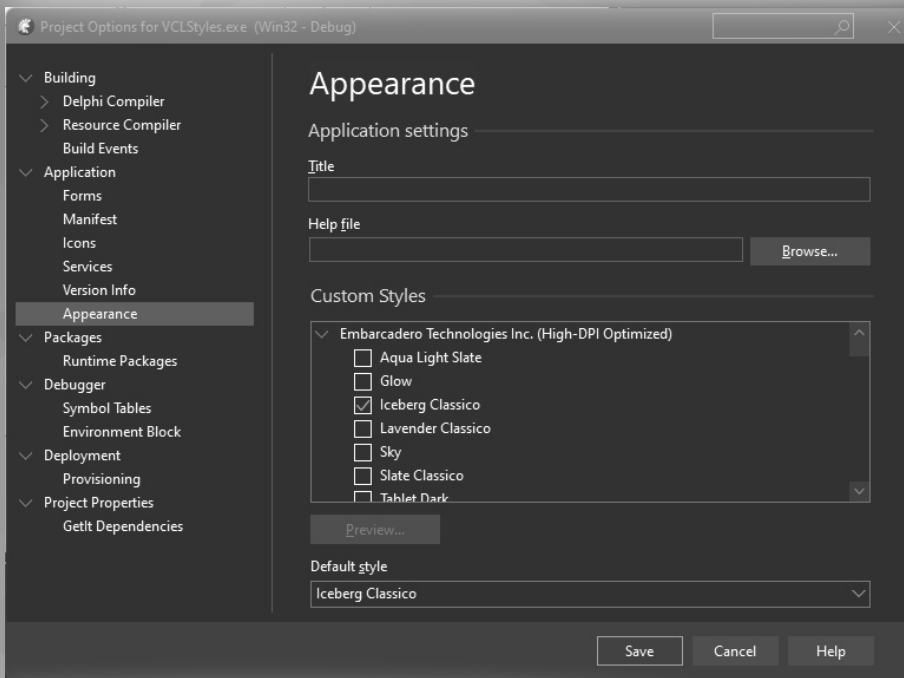 Project Options for VCLStyles.exe (Win32 - Debug)
Building
Delphi Compiler
Resource Compiler
Build Events
Application
Forms
Manifest
Icons
Services
Version Info
Appearance
Packages
Runtime Packages
Debugger
Symbol Tables
Environment Block
Deployment
Provisioning
Project Properties
GetIt Dependencies
Appearance
Application settings
Title
Help file
Browse...
Custom Styles
Embarcadero Technologies Inc. (High-DPI Optimized)
Aqua Light Slate
Glow
Iceberg Classico
Lavender Classico
Sky
Slate Classico
Tablet Dark
Preview...
Default style
Iceberg Classico
Save
Cancel
Help